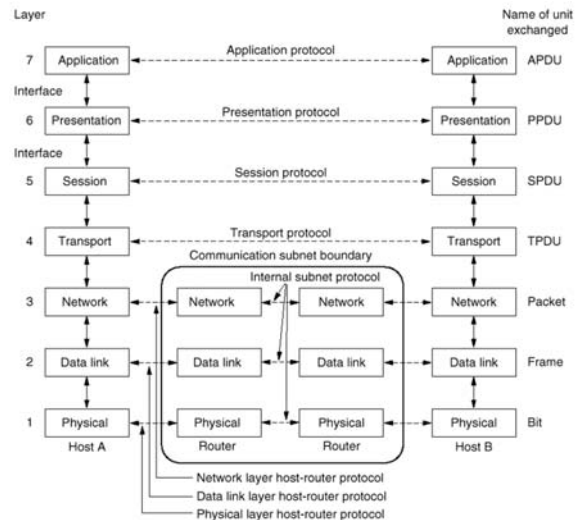 Layer
Name of unit exchanged
Application protocol
7 Application Application APDU
Interface
Presentation protocol
6 Presentation Presentation PPDU
Interface
Session protocol
5 Session Session SPDU
Transport protocol
4 Transport Transport TPDU
Communication subnet boundary
Internal subnet protocol
3 Network Network Network Network Packet
2 Data link Data link Data link Data link Frame
1 Physical Physical Physical Physical Bit
Host A Router Router Host B
Network layer host-router protocol
Data link layer host-router protocol
Physical layer host-router protocol